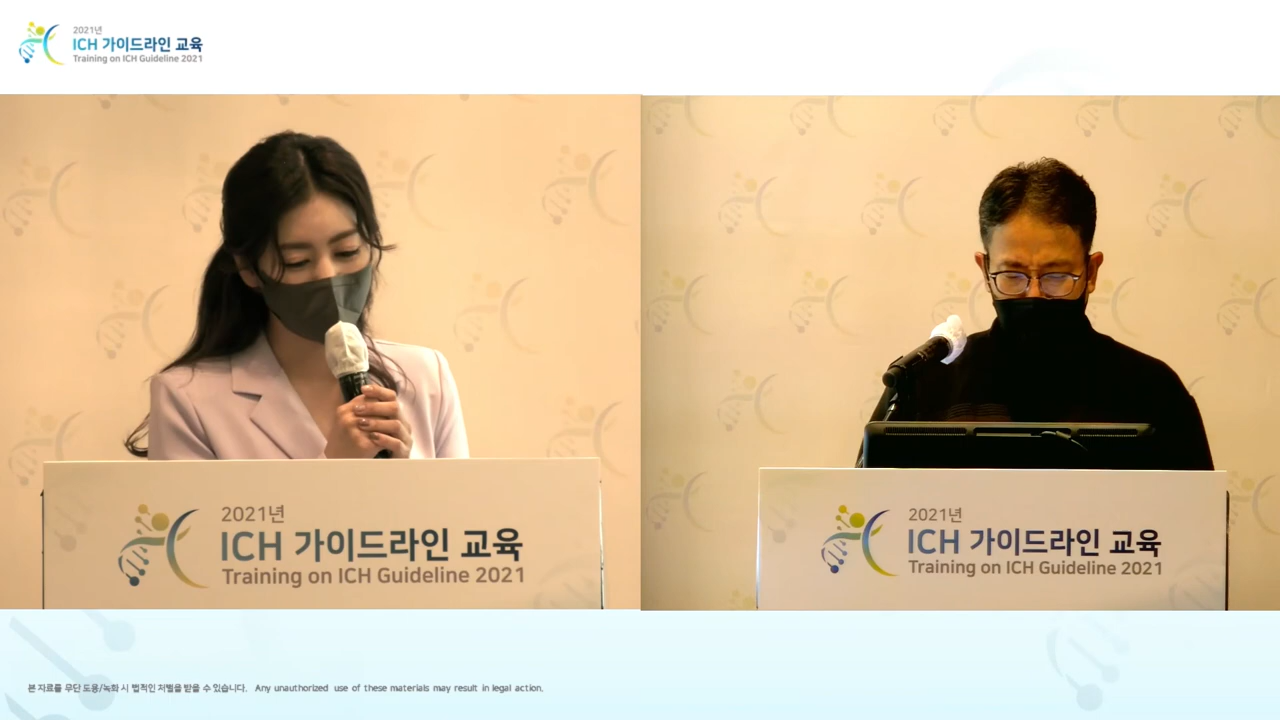 2021년
ICH 가이드라인 교육
Training on ICH Guideline 2021
2021년
ICH 가이드라인 교육
Training on ICH Guideline 2021
2021년
ICH 가이드라인 교육
Training on ICH Guideline 2021
본 자료를 무단 도용/녹화 시 법적인 처벌을 받을 수 있습니다. Any unauthorized use of these materials may result in legal action.